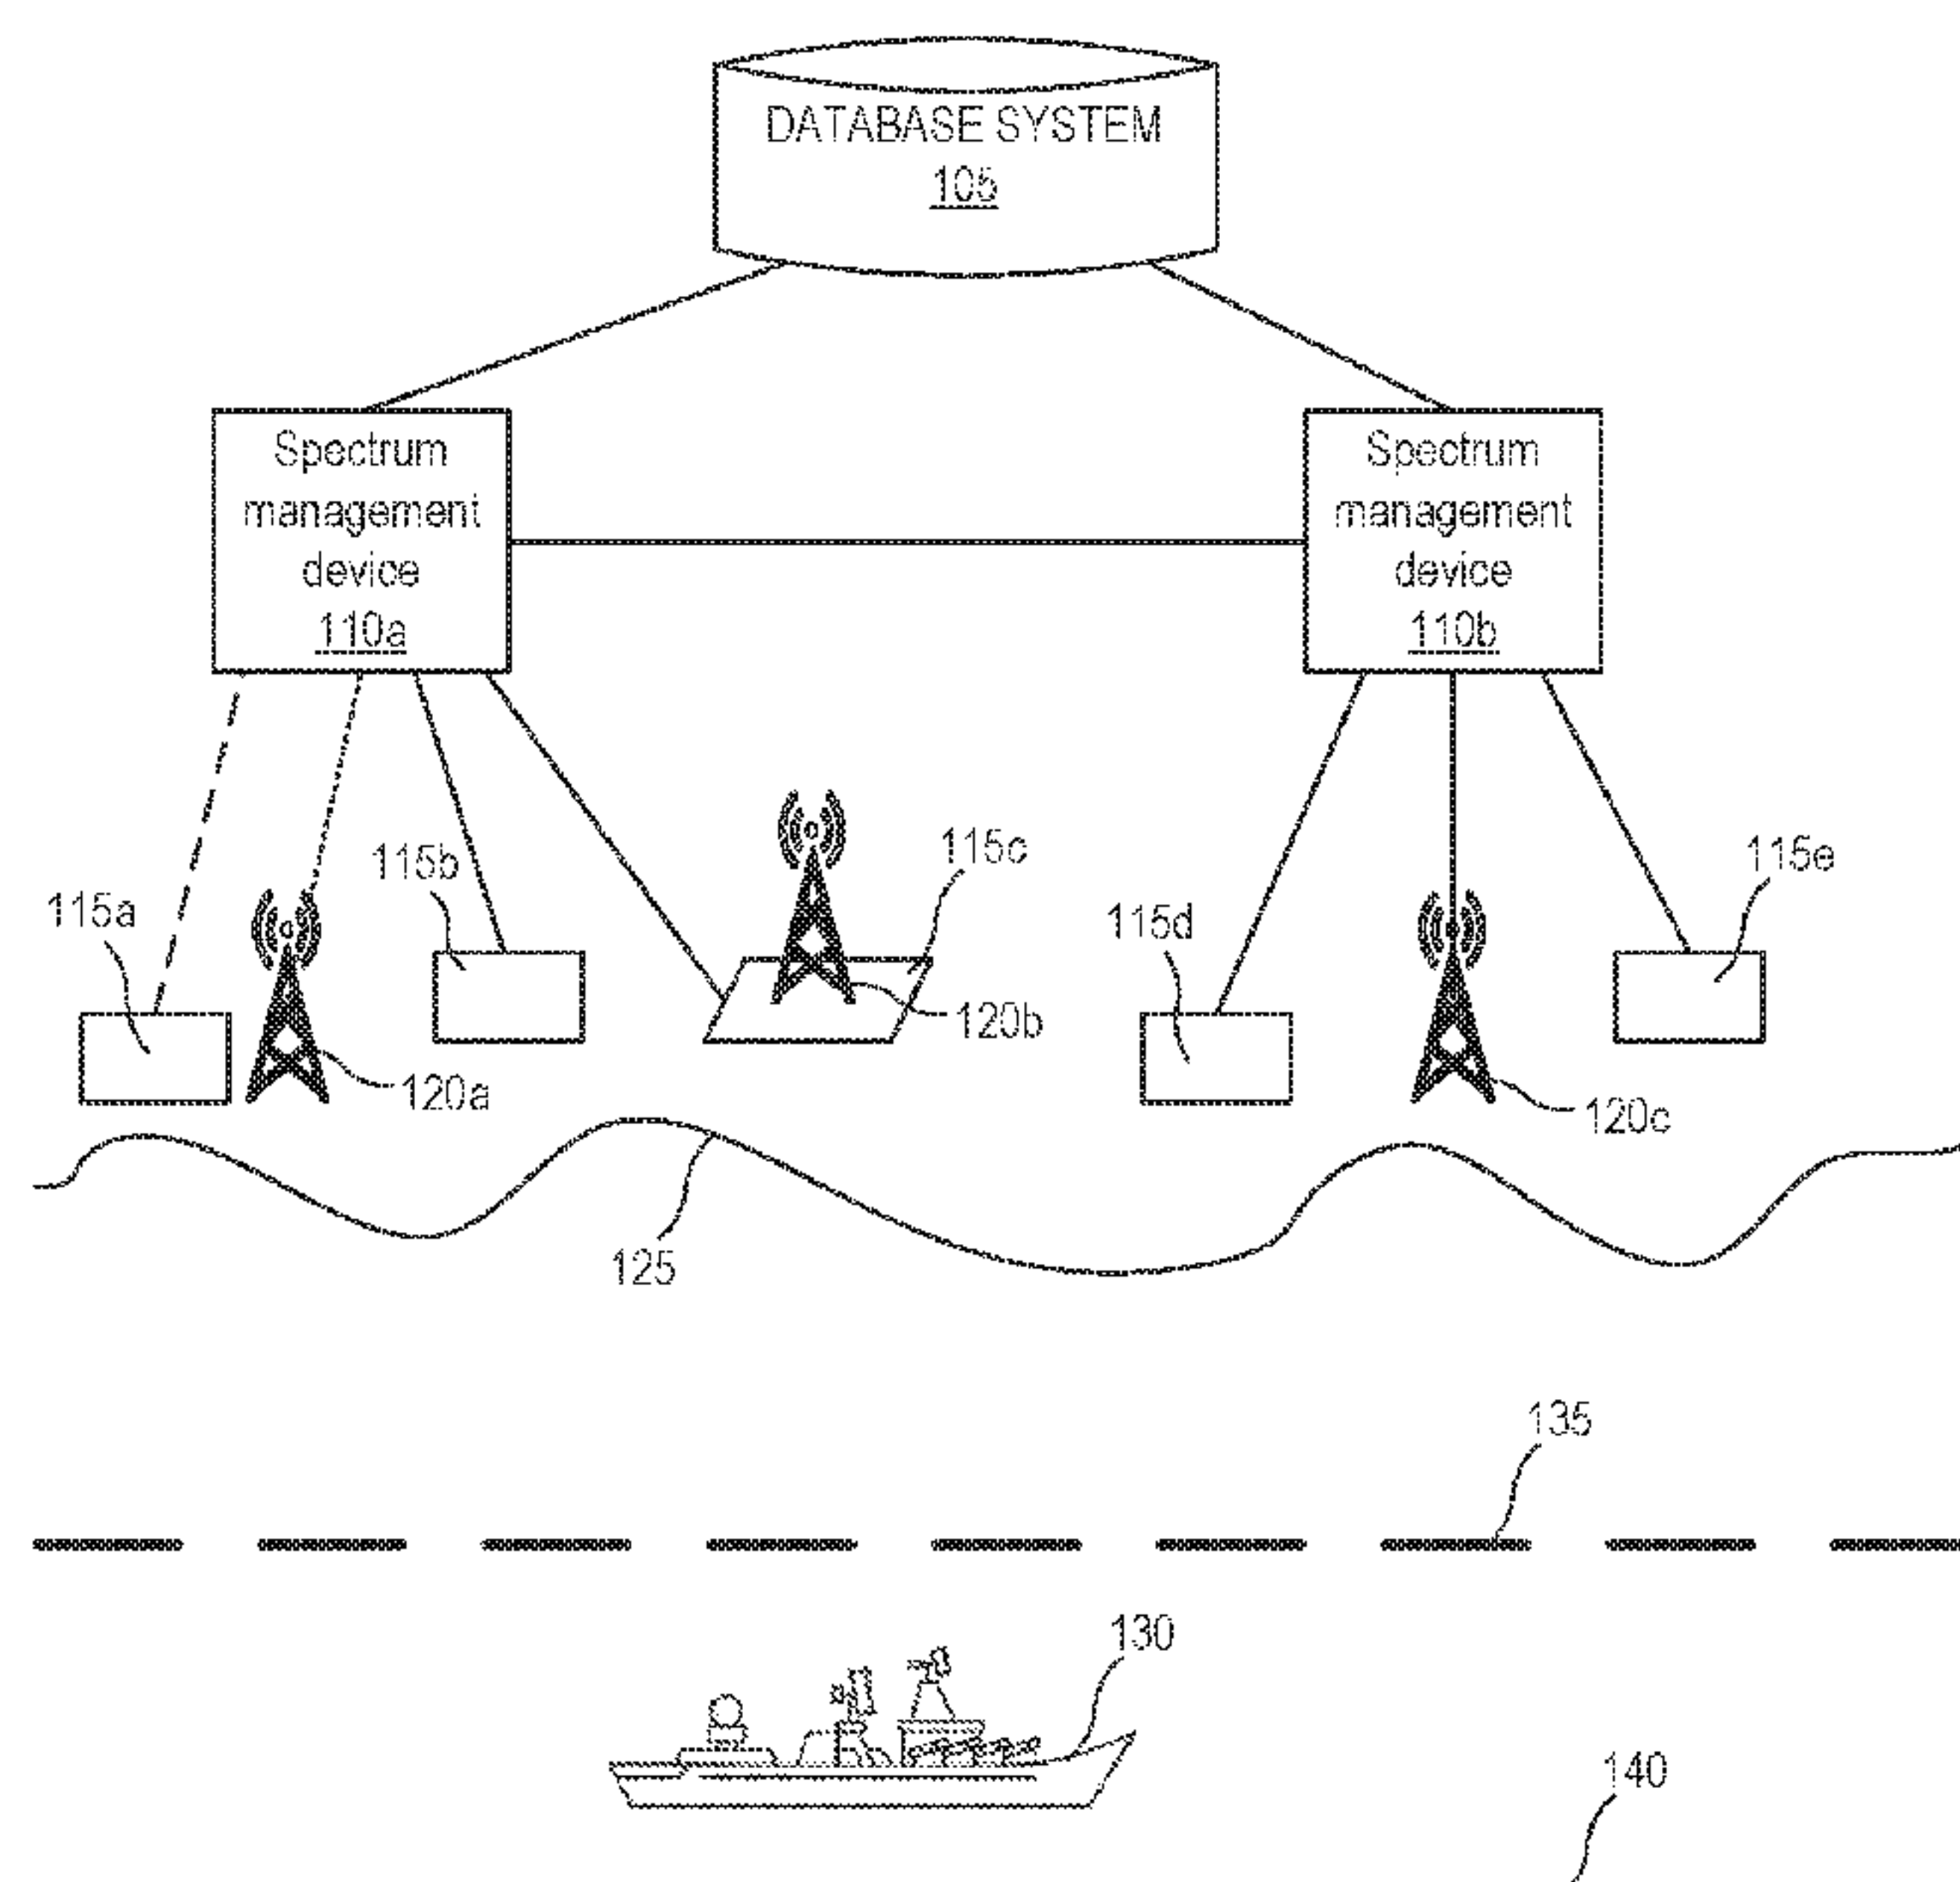 DATABASE SYSTEM
105
Spectrum
management
device
110a
Spectrum
management
device
110b
115a
115b
115c
115d
115e
120a
120b
120c
125
135
130
140